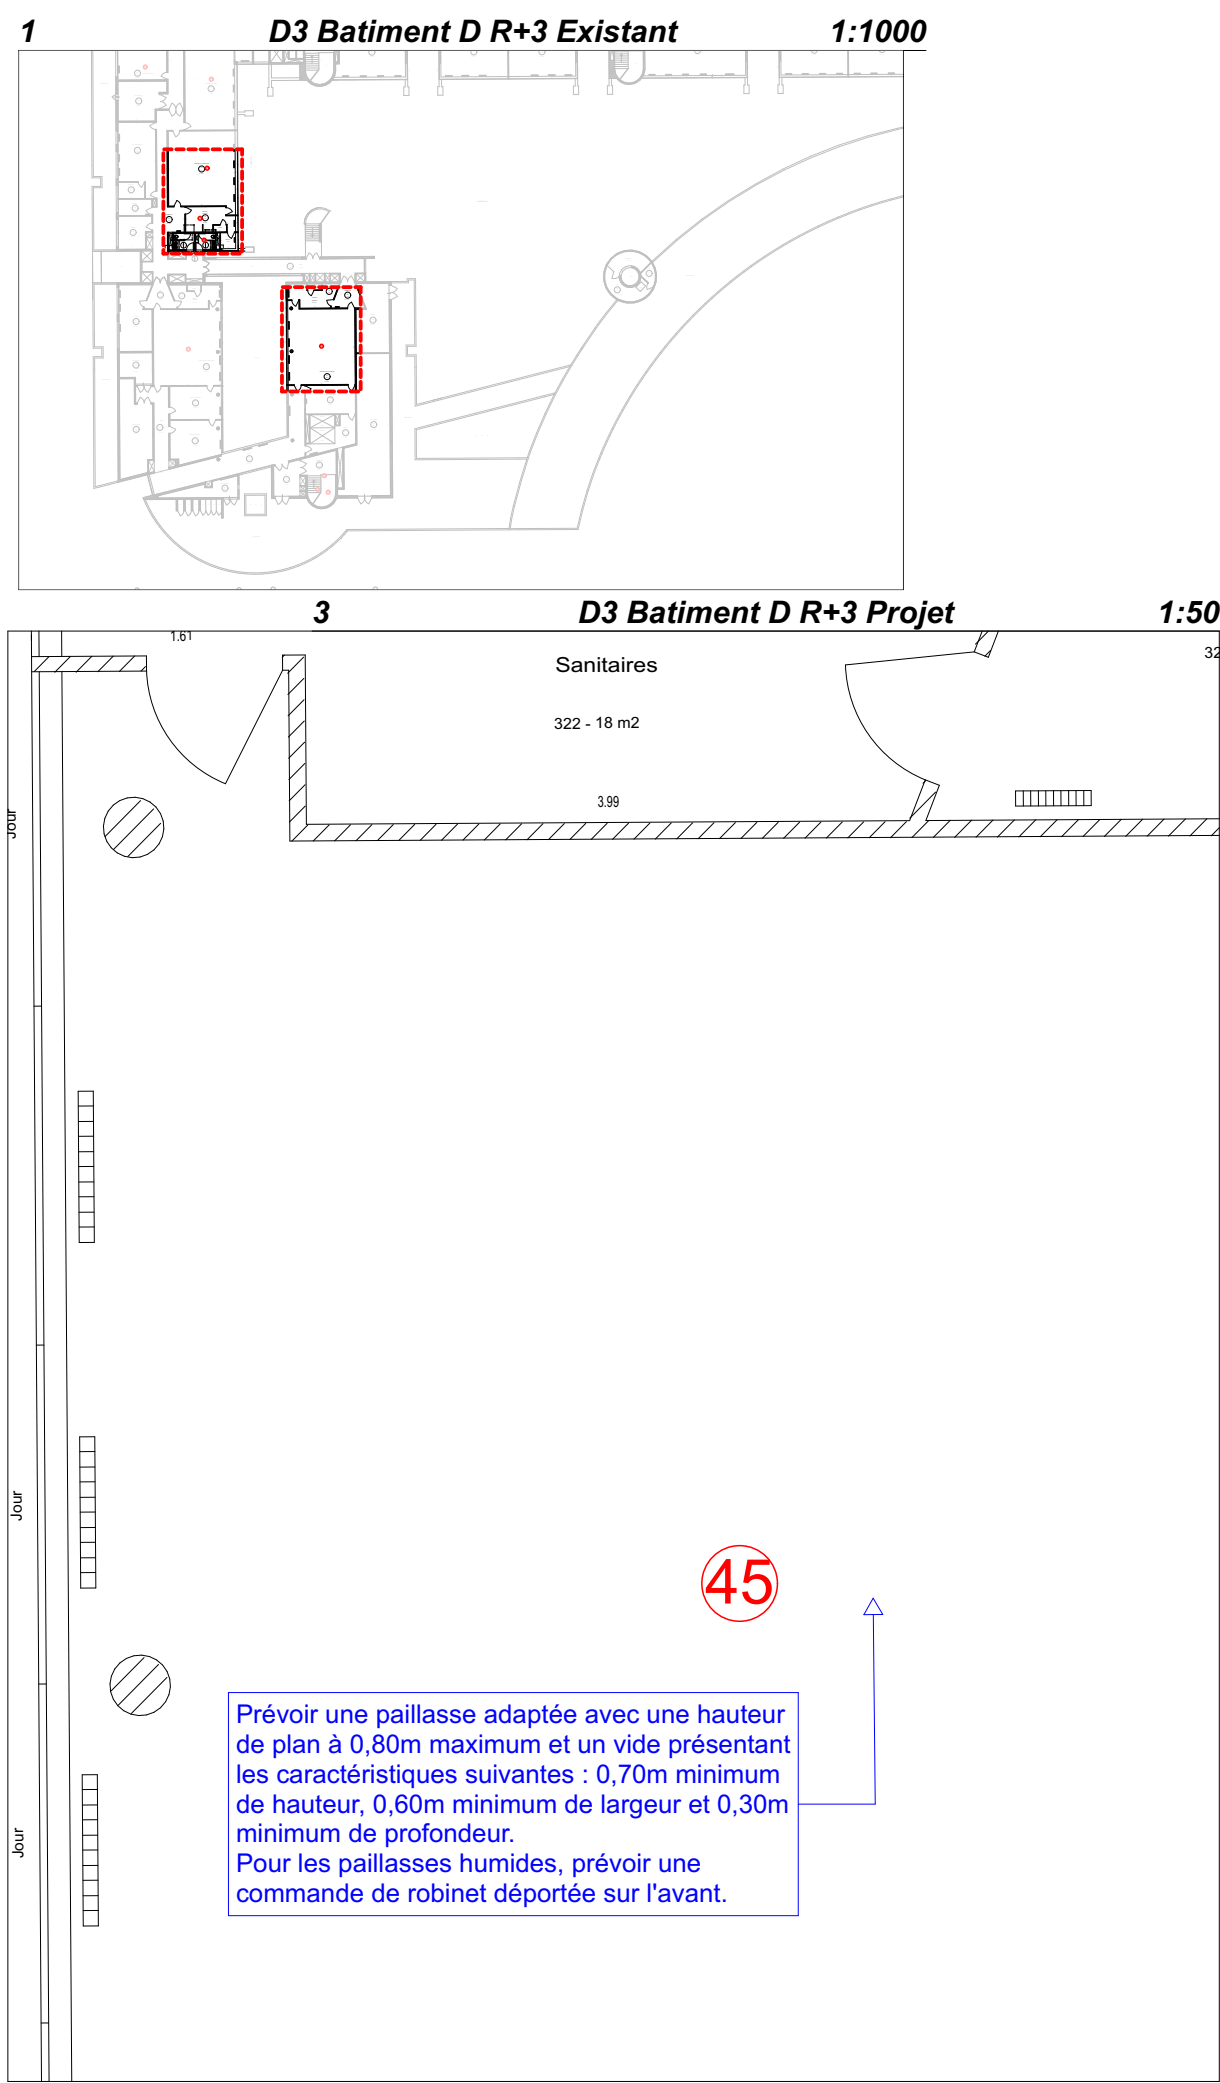 1 D3 Batiment D R+3 Existant 1:1000
3 D3 Batiment D R+3 Projet 1:50
1.61
Sanitaires
32
322 - 18 m2
3.99
Jour
Jour
45
Prévoir une paillasse adaptée avec une hauteur
de plan à 0,80m maximum et un vide présentant
les caractéristiques suivantes : 0,70m minimum
de hauteur, 0,60m minimum de largeur et 0,30m
minimum de profondeur.
Pour les paillasses humides, prévoir une
commande de robinet déportée sur l'avant.
Jour